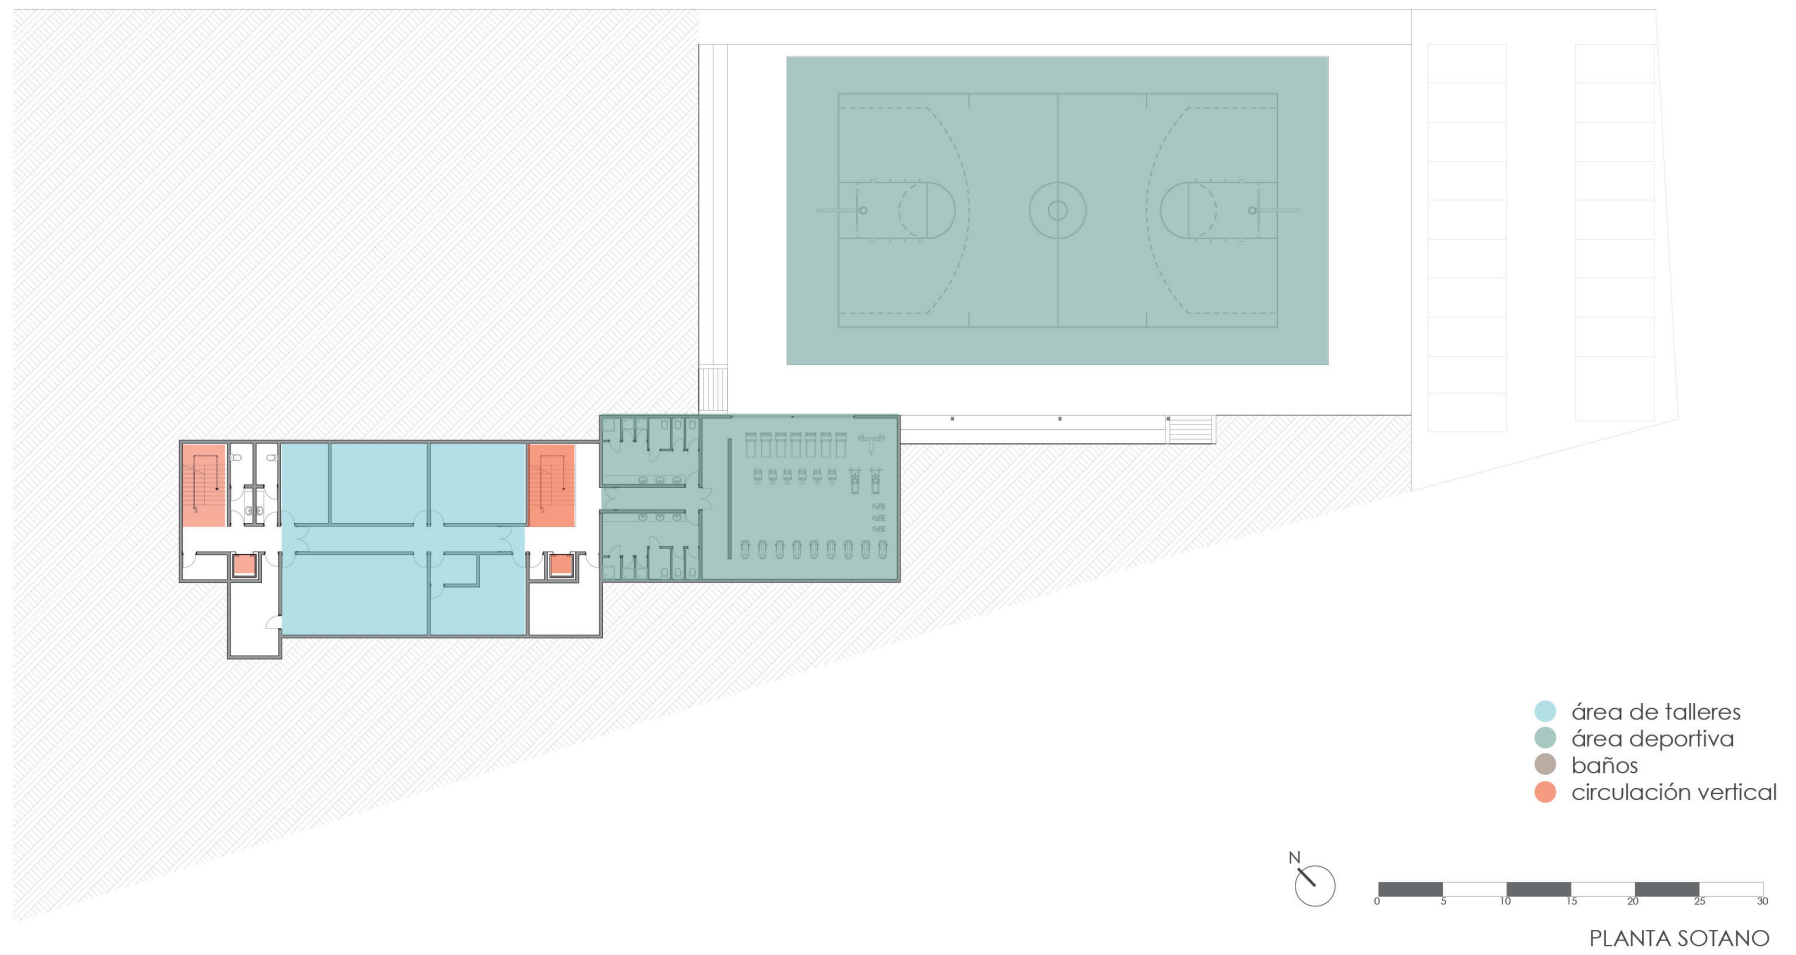 área de talleres
área deportiva
baños
circulación vertical
N
0 5 10 15 20 25 30
PLANTA SOTANO